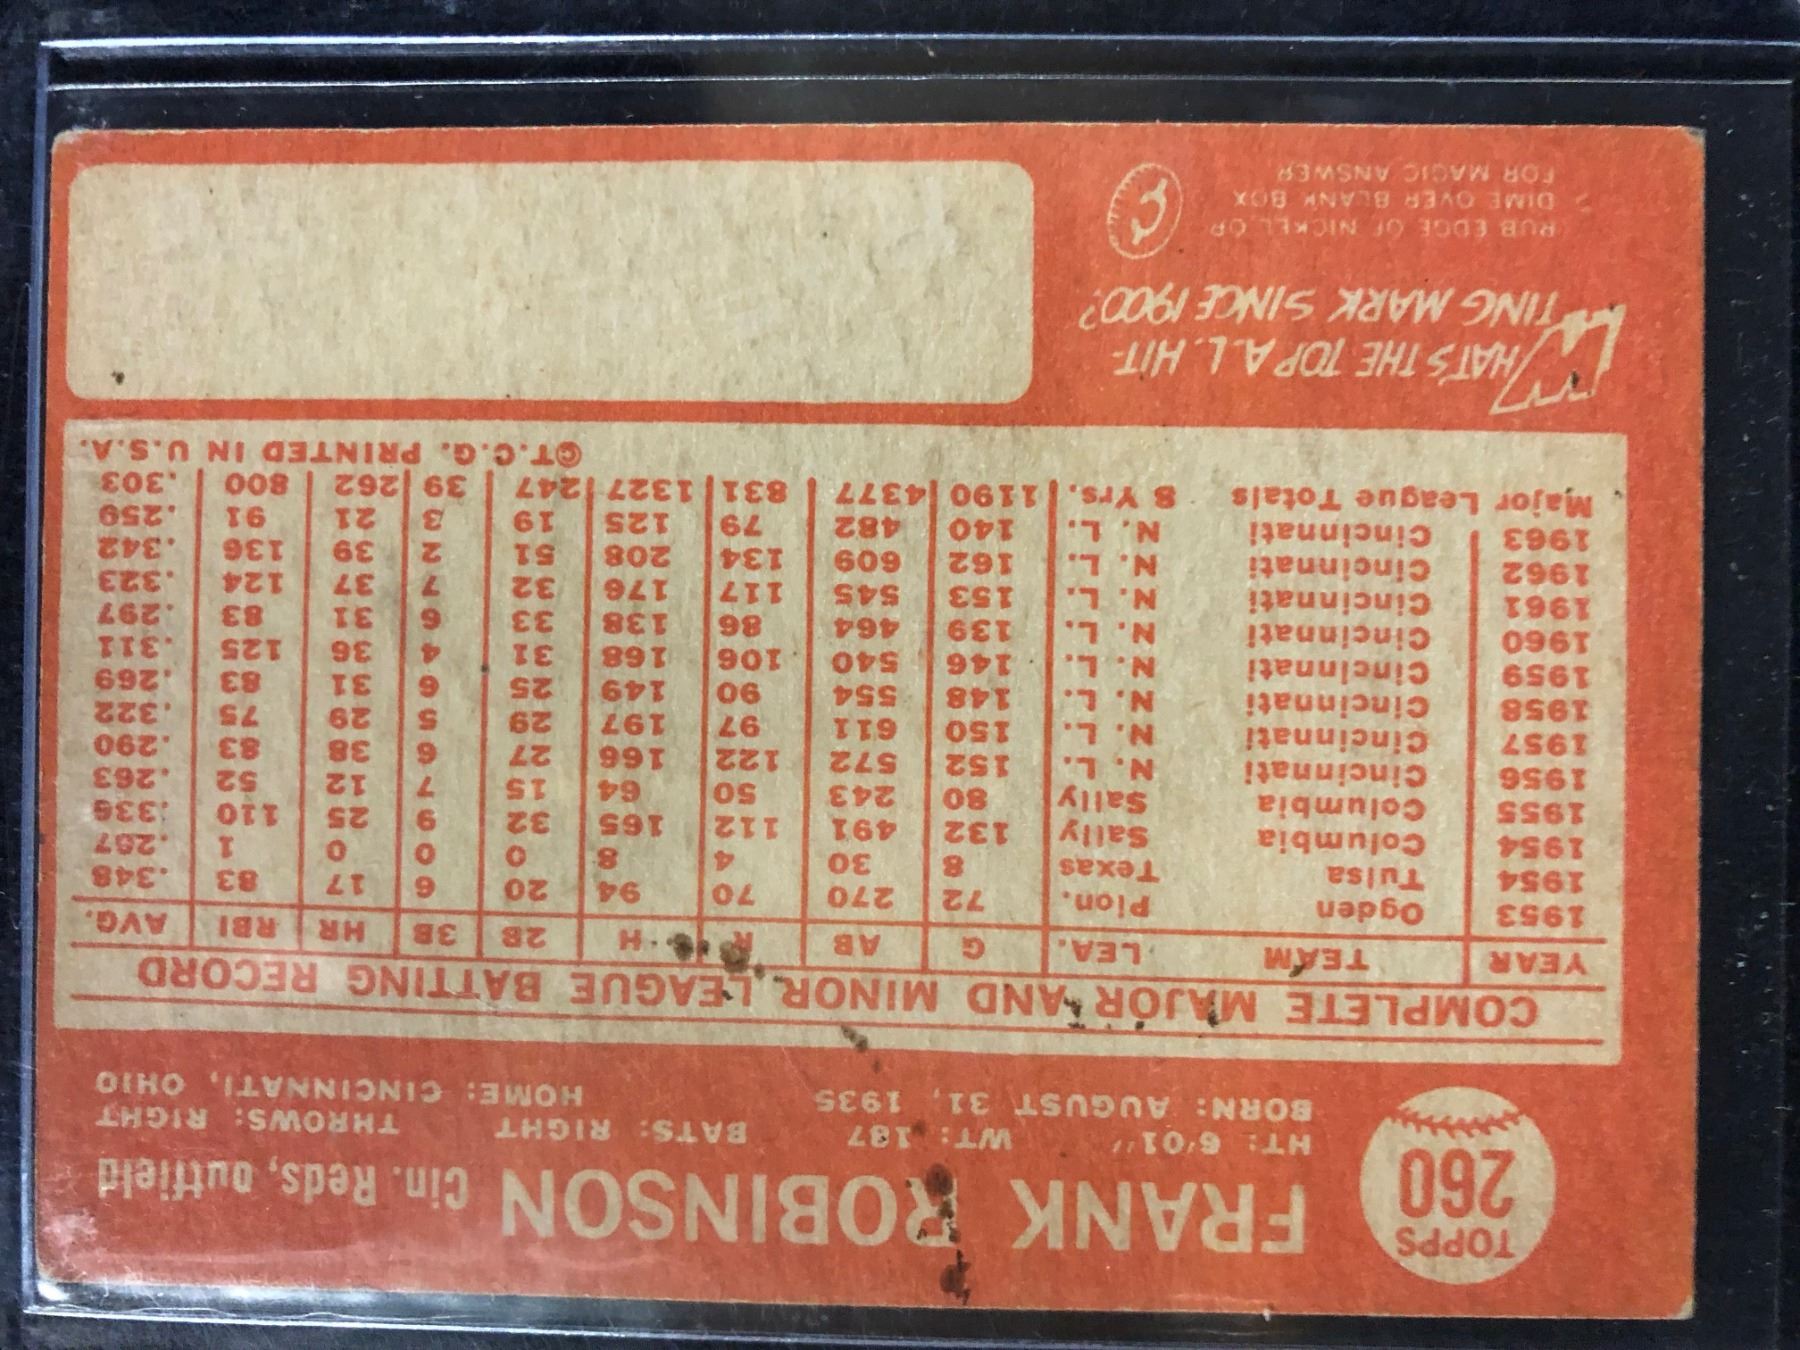 TOPPS
260
FRANK ROBINSON Cin. Reds, outfield
HT: 6'01" WT: 187 BATS: RIGHT THROWS: RIGHT
BORN: AUGUST 31, 1935 HOME: CINCINNATI, OHIO
COMPLETE MAJOR AND MINOR LEAGUE BATTING RECORD
YEAR TEAM LEA. G AB R H 2B 3B HR RBI AVG.
1953 Ogden Pion. 72 270 70 94 20 6 17 83 .348
1954 Tulsa Texas 8 30 4 8 0 0 0 1 .267
1954 Columbia Sally 132 491 112 165 32 9 25 110 .336
1955 Columbia Sally 80 243 50 64 15 7 12 52 .263
1956 Cincinnati N. L. 152 572 122 166 27 6 38 83 .290
1957 Cincinnati N. L. 150 611 97 197 29 5 29 75 .322
1958 Cincinnati N. L. 148 554 90 149 25 6 31 83 .269
1959 Cincinnati N. L. 146 540 106 168 31 4 36 125 .311
1960 Cincinnati N. L. 139 464 86 138 33 6 31 83 .297
1961 Cincinnati N. L. 153 545 117 176 32 7 37 124 .323
1962 Cincinnati N. L. 162 609 134 208 51 2 39 136 .342
1963 Cincinnati N. L. 140 482 79 125 19 3 21 91 .259
Major League Totals 8 Yrs. 1190 4377 831 1327 247 39 262 800 .303
©T.C.G. PRINTED IN U.S.A.
WHAT'S THE TOP A.L. HIT-
TING MARK SINCE 1900?
RUB EDGE OF NICKEL OR
DIME OVER BLANK BOX
FOR MAGIC ANSWER